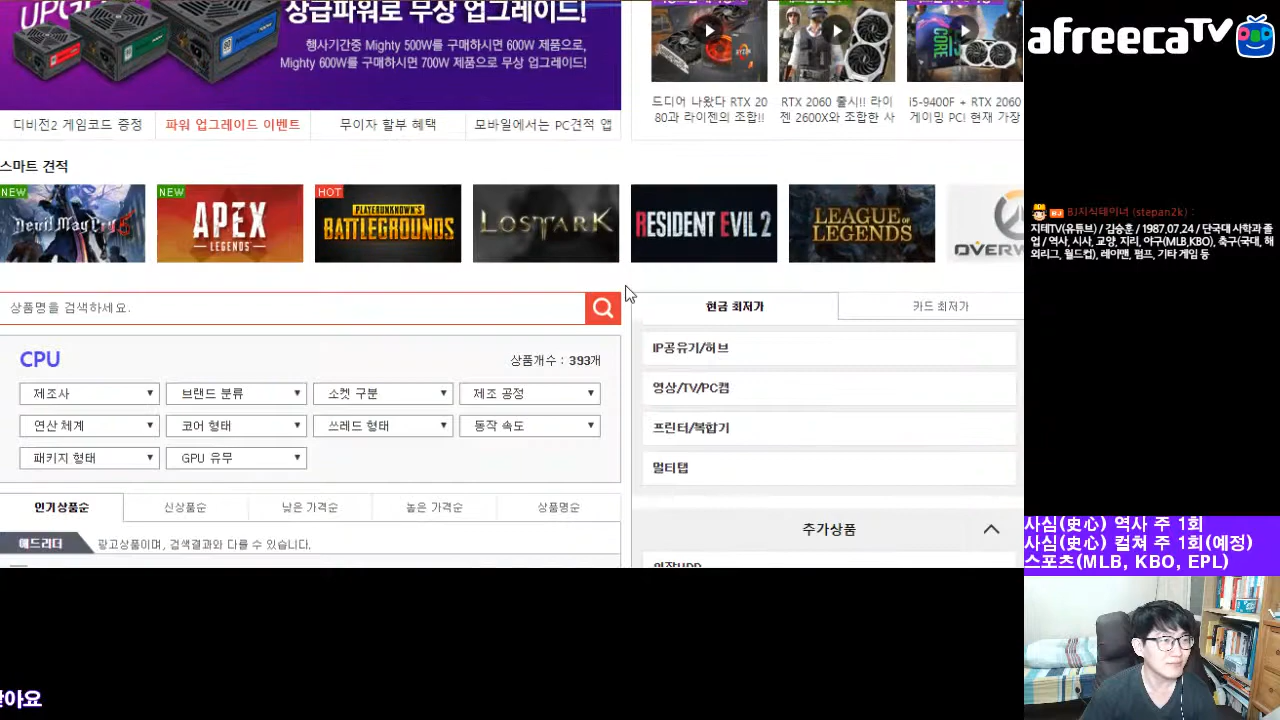 UPGR
상급파워로 무상 업그레이드!
행사기간중 Mighty 500W를 구매하시면 600W 제품으로,
Mighty 600W를 구매하시면 700W 제품으로 무상 업그레이드!
디비전2 게임코드 증정
파워 업그레이드 이벤트
무이자 할부 혜택
모바일에서는 PC견적 앱
드디어 나왔다 RTX 20
80과 라이젠의 조합!!
RTX 2060 출시!! 라이
젠 2600X와 조합한 사
i5-9400F + RTX 2060
게이밍 PC! 현재 가장
afreecaTV
스마트 견적
NEW
Devil May Cry 5
NEW
APEX
LEGENDS
HOT
PLAYERUNKNOWN'S
BATTLEGROUNDS
LOST ARK
RESIDENT EVIL 2
LEAGUE OF
LEGENDS
OVERW
BJ BJ지식테이너 (stepan2k) :
지테TV(유튜브) / 김승훈 / 1987.07.24 / 단국대 사학과 졸
업 / 역사, 시사, 교양, 지리, 야구(MLB,KBO), 축구(국대, 해
외리그, 월드컵), 레이맨, 펌프, 기타 게임 등
상품명을 검색하세요.
현금 최저가
카드 최저가
CPU
상품개수 : 393개
제조사
브랜드 분류
소켓 구분
제조 공정
연산 체계
코어 형태
쓰레드 형태
동작 속도
패키지 형태
GPU 유무
IP공유기/허브
영상/TV/PC캠
프린터/복합기
멀티탭
인기상품순
신상품순
낮은 가격순
높은 가격순
상품명순
애드리더
광고상품이며, 검색결과와 다를 수 있습니다.
추가상품
외장HDD
사심(史心) 역사 주 1회
사심(史心) 컬쳐 주 1회(예정)
스포츠(MLB, KBO, EPL)